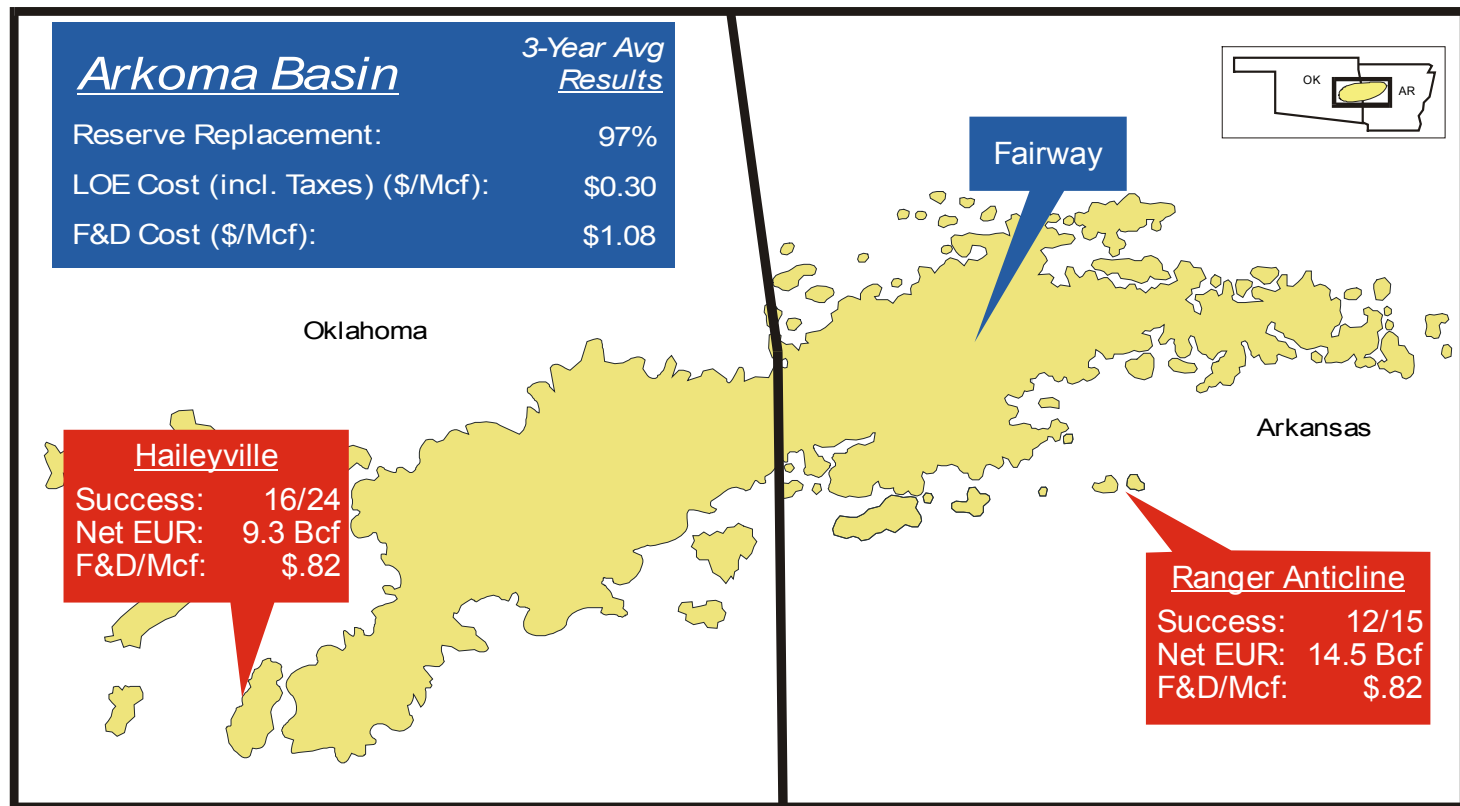 Arkoma Basin
3-Year Avg
Results
Reserve Replacement: 97%
LOE Cost (incl. Taxes) ($/Mcf): $0.30
F&D Cost ($/Mcf): $1.08
OK
AR
Fairway
Oklahoma
Arkansas
Haileyville
Success: 16/24
Net EUR: 9.3 Bcf
F&D/Mcf: $.82
Ranger Anticline
Success: 12/15
Net EUR: 14.5 Bcf
F&D/Mcf: $.82